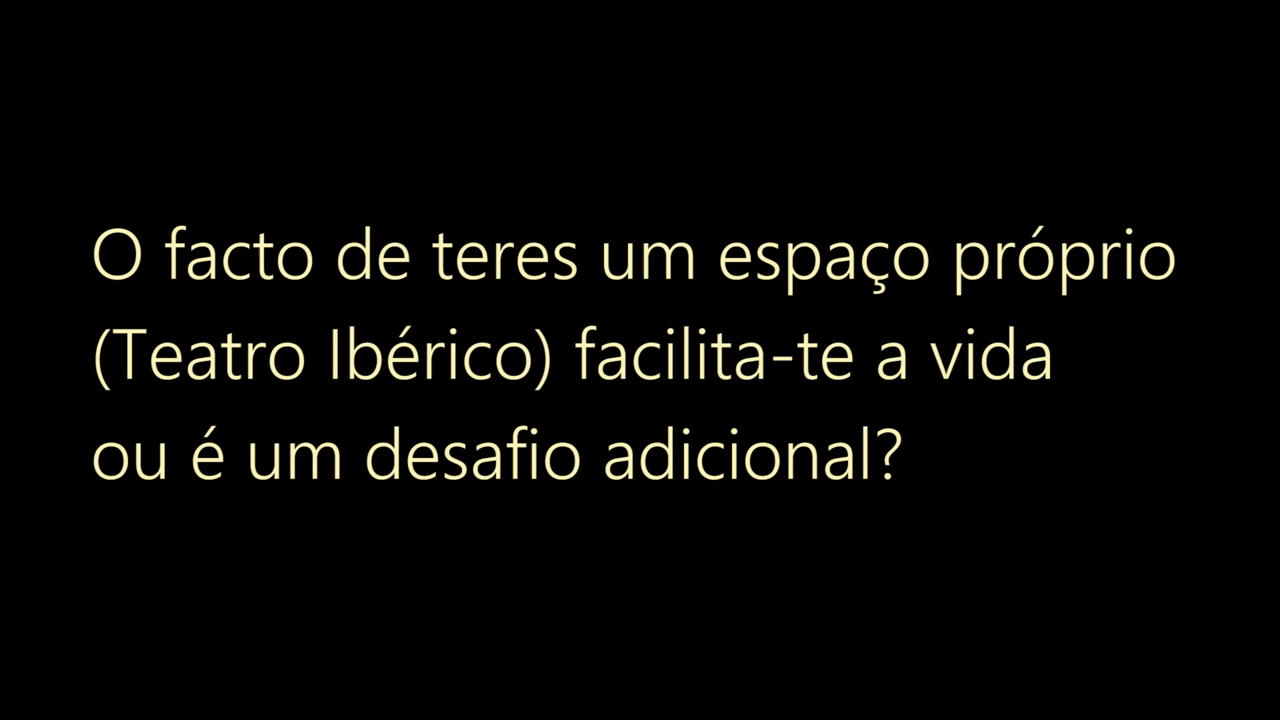 O facto de teres um espaço próprio
(Teatro Ibérico) facilita-te a vida
ou é um desafio adicional?